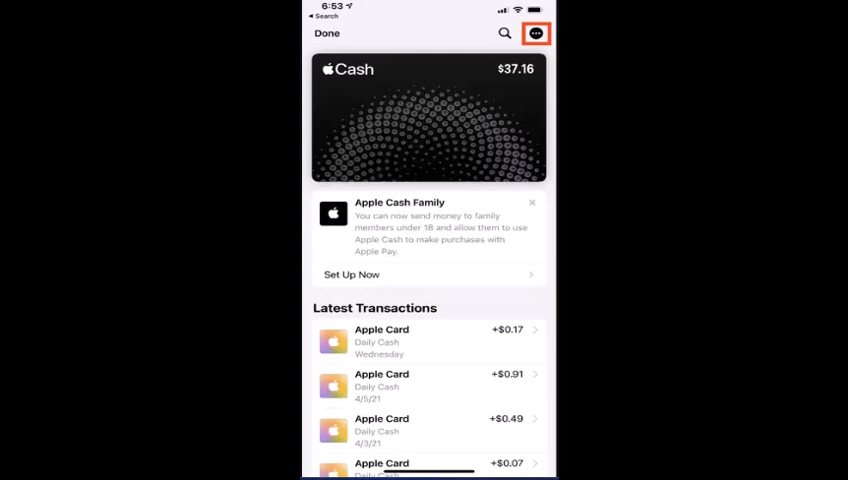 6:53
Search
Done
Cash
$37.16
Apple Cash Family
You can now send money to family
members under 18 and allow them to use
Apple Cash to make purchases with
Apple Pay.
Set Up Now
Latest Transactions
Apple Card
+$0.17
Daily Cash
Wednesday
Apple Card
+$0.91
Daily Cash
4/5/21
Apple Card
+$0.49
Daily Cash
4/3/21
Apple Card
+$0.07
Daily Cash